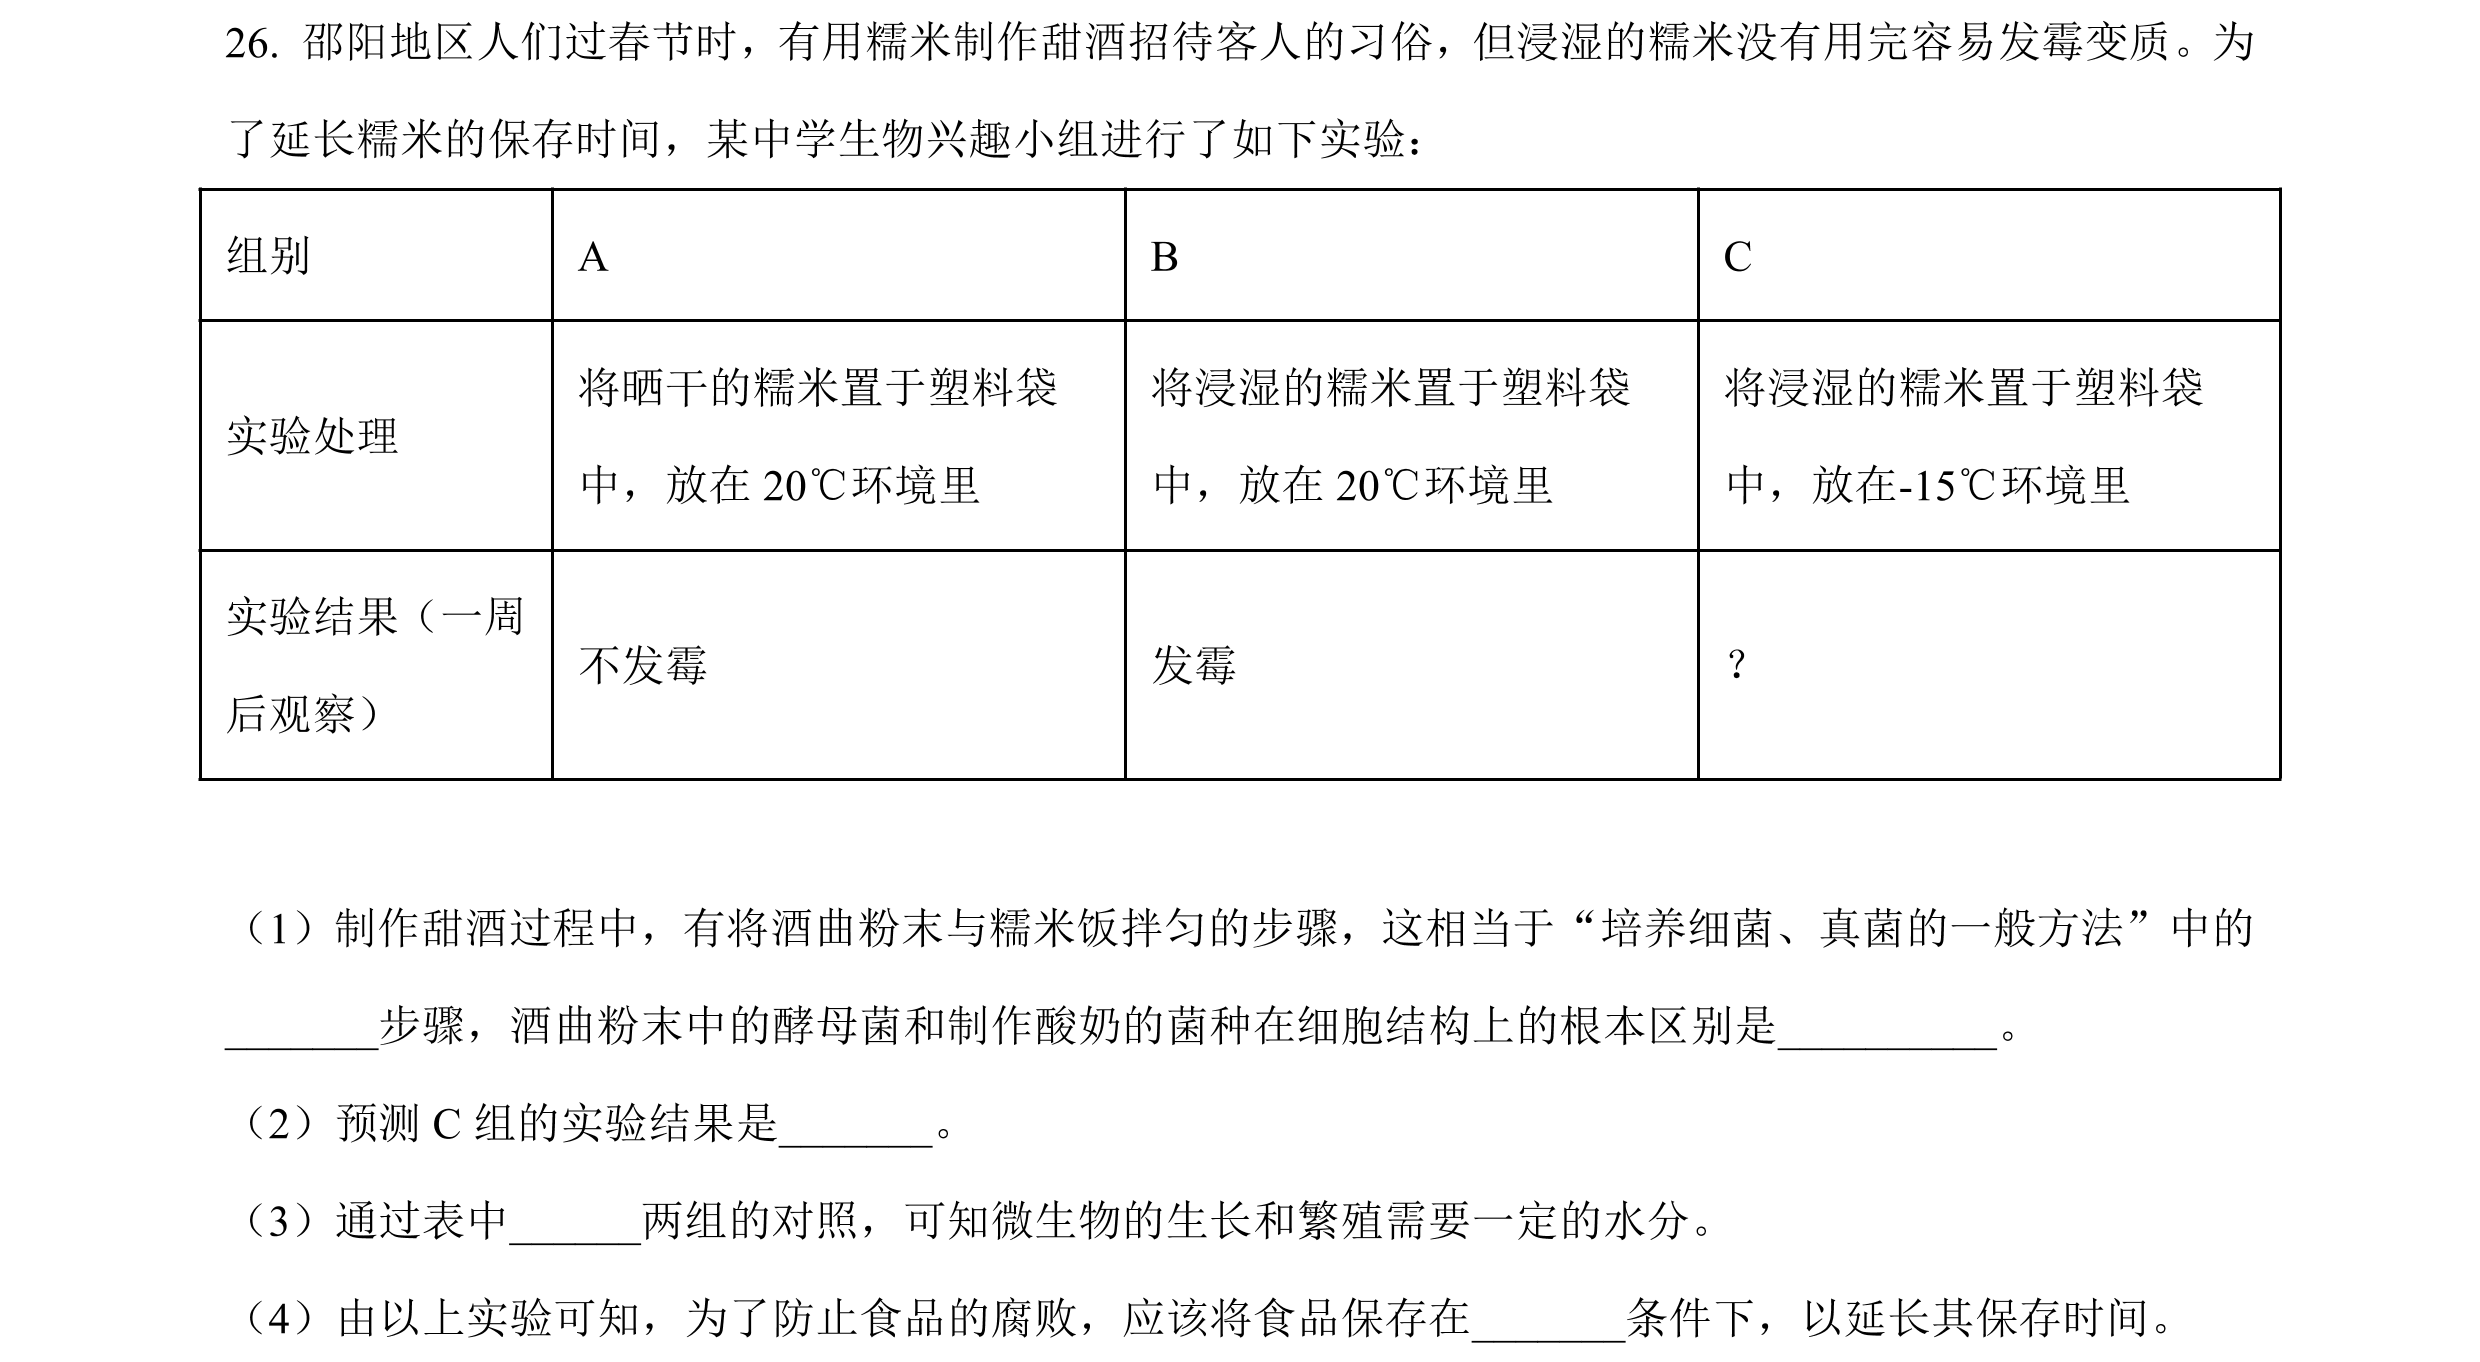 26. 邵阳地区人们过春节时，有用糯米制作甜酒招待客人的习俗，但浸湿的糯米没有用完容易发霉变质。为
了延长糯米的保存时间，某中学生物兴趣小组进行了如下实验：
组别
A
B
C
实验处理
将晒干的糯米置于塑料袋
中，放在 20℃环境里
将浸湿的糯米置于塑料袋
中，放在 20℃环境里
将浸湿的糯米置于塑料袋
中，放在-15℃环境里
实验结果（一周
后观察）
不发霉
发霉
？
（1）制作甜酒过程中，有将酒曲粉末与糯米饭拌匀的步骤，这相当于“培养细菌、真菌的一般方法”中的
_______步骤，酒曲粉末中的酵母菌和制作酸奶的菌种在细胞结构上的根本区别是__________。
（2）预测 C 组的实验结果是_______。
（3）通过表中______两组的对照，可知微生物的生长和繁殖需要一定的水分。
（4）由以上实验可知，为了防止食品的腐败，应该将食品保存在_______条件下，以延长其保存时间。